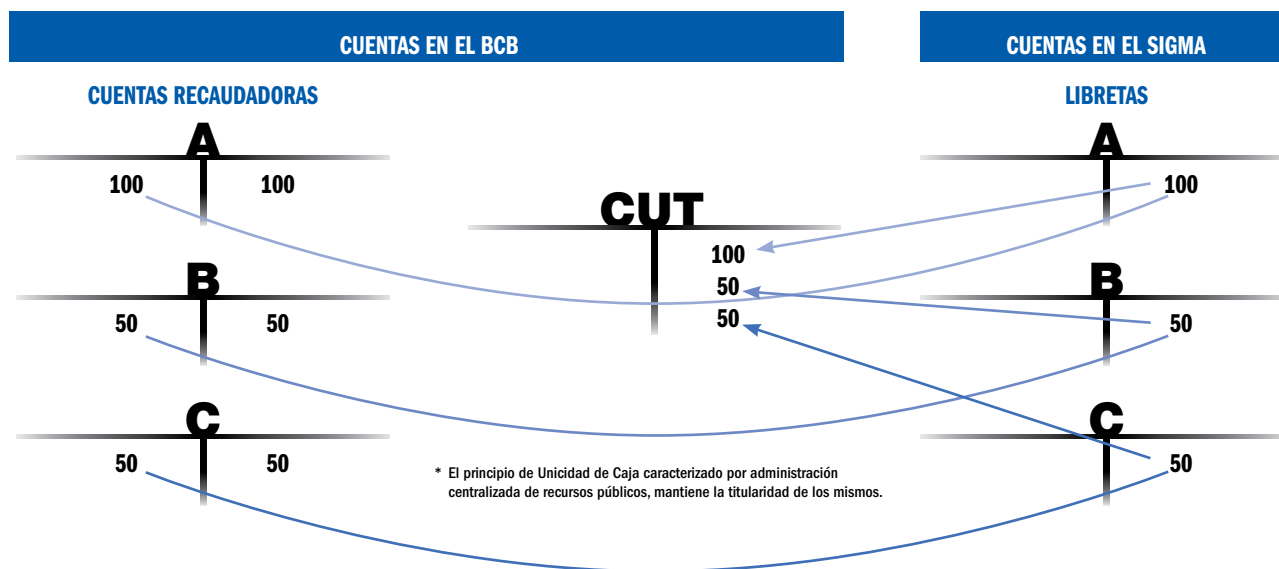 CUENTAS EN EL BCB
CUENTAS EN EL SIGMA
CUENTAS RECAUDADORAS
LIBRETAS
A
A
100 100
100
CUT
100
50
50
B
B
50 50
50
C
C
50 50
50
* El principio de Unicidad de Caja caracterizado por administración
centralizada de recursos públicos, mantiene la titularidad de los mismos.